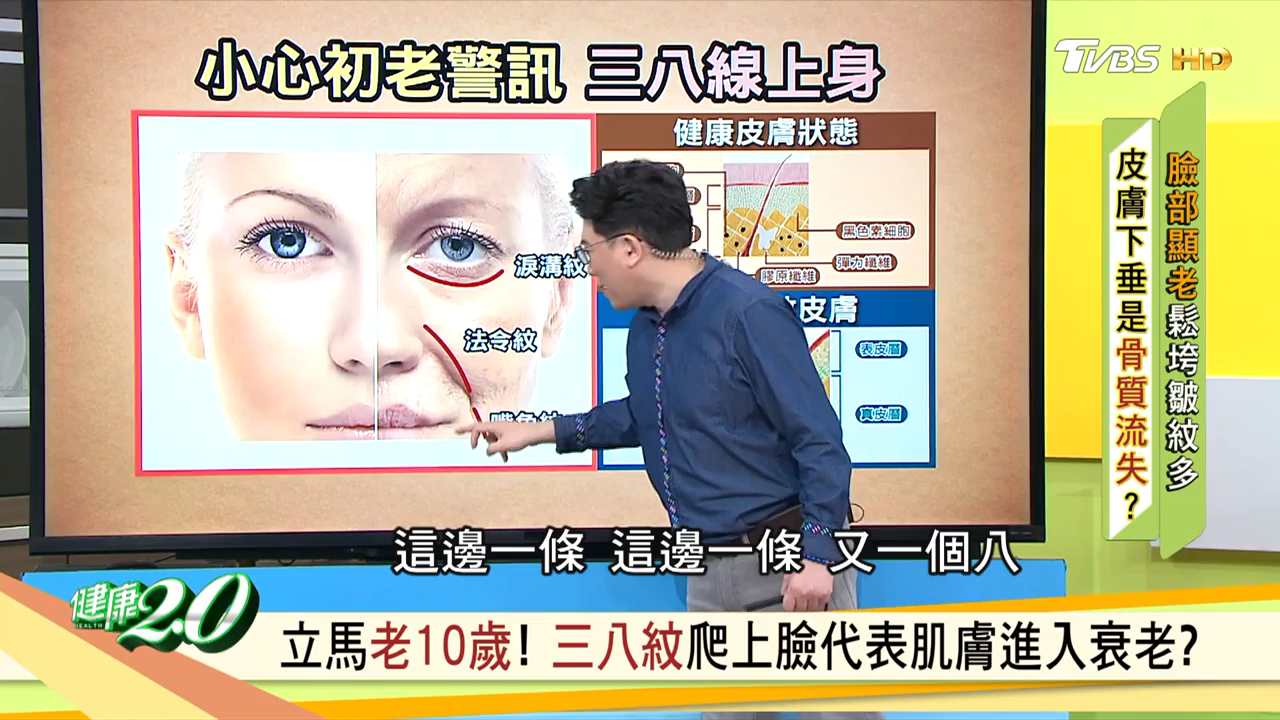 小心初老警訊 三八線上身
TVBS HD
健康皮膚狀態
黑色素細胞
彈力纖維
膠原纖維
淚溝紋
法令紋
皮膚
表皮層
真皮層
臉部顯老鬆垮皺紋多
皮膚下垂是骨質流失?
這邊一條 這邊一條 又一個八
健康2.0
HEALTH
立馬老10歲! 三八紋爬上臉代表肌膚進入衰老?